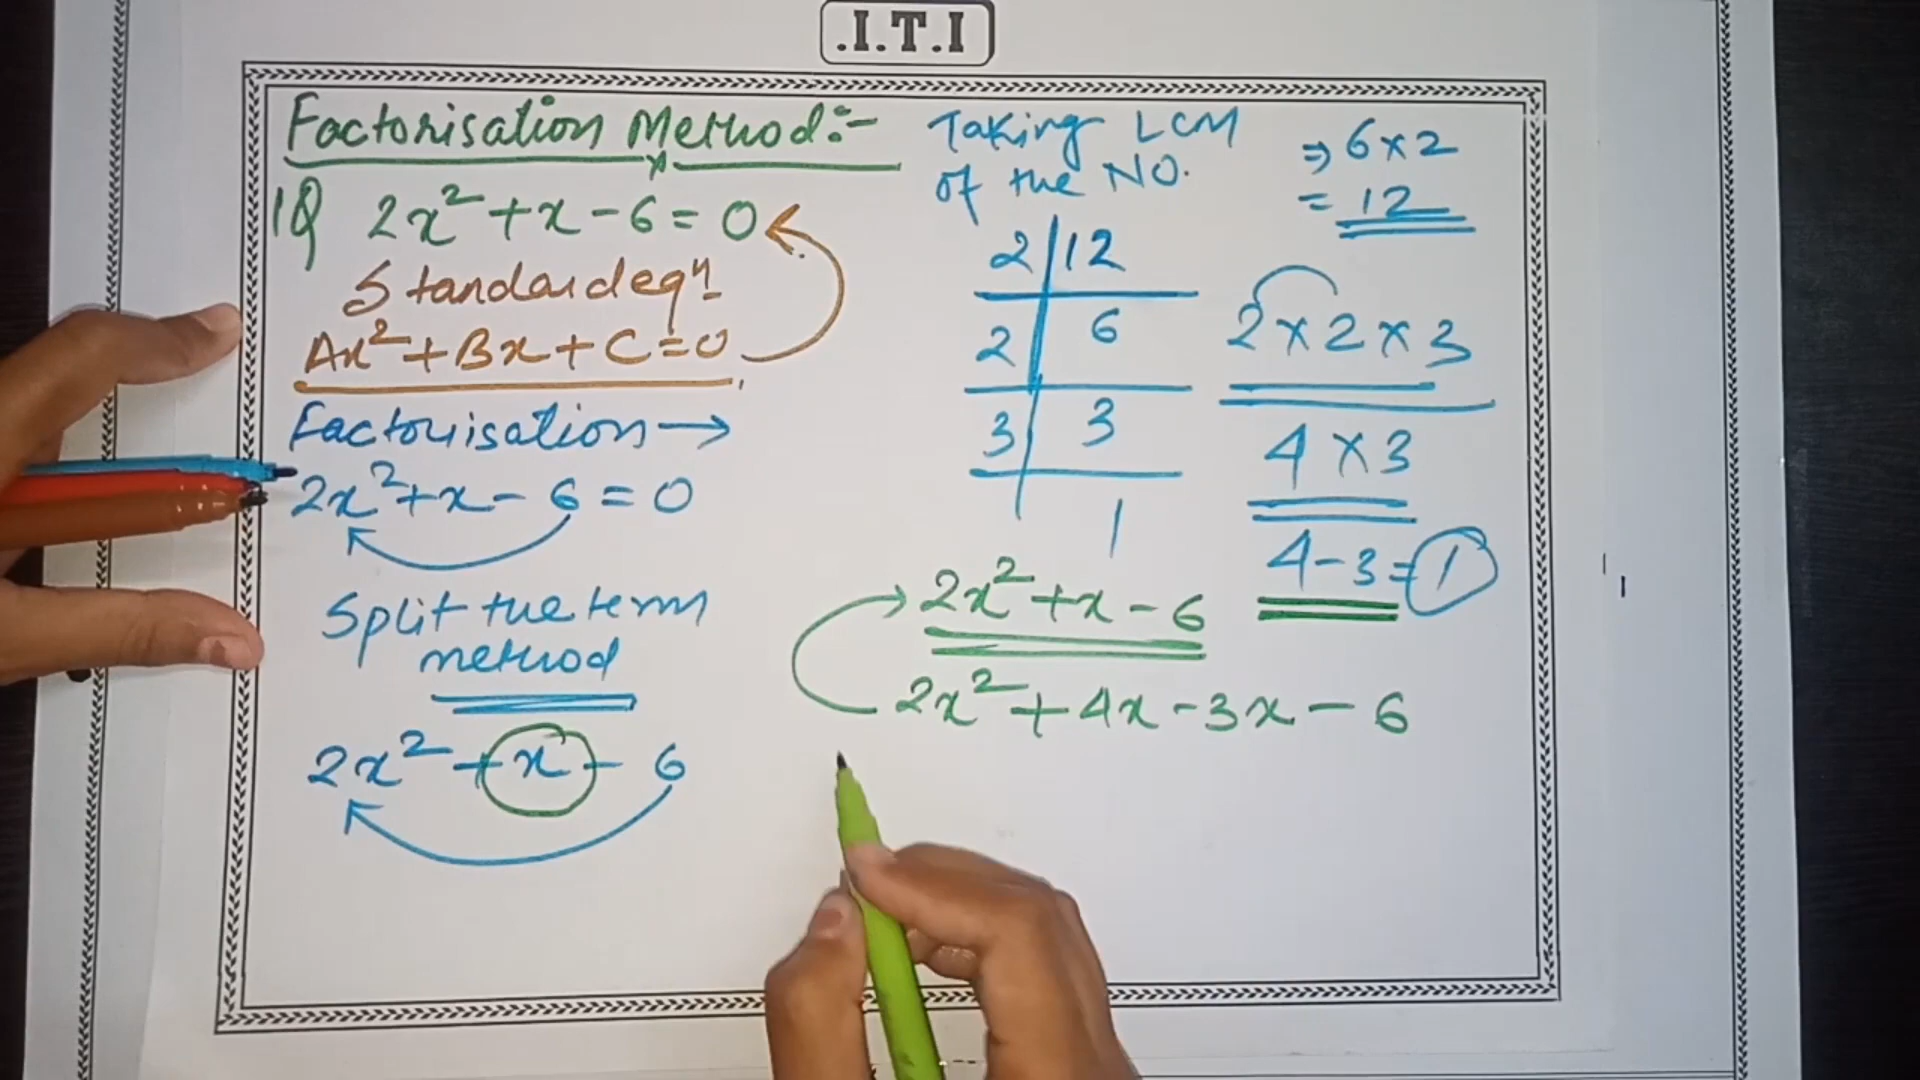 .I.T.I
Factorisation Method:-
1Q 2x² + x - 6 = 0
Standard eqn
Ax² + Bx + C = 0
Factorisation →
2x² + x - 6 = 0
Split the term
method
2x² + x - 6
Taking LCM
of the NO.
⇒ 6 x 2
= 12
2 | 12
2 | 6
3 | 3
1
2 x 2 x 3
4 x 3
4 - 3 = 1
2x² + x - 6
2x² + 4x - 3x - 6